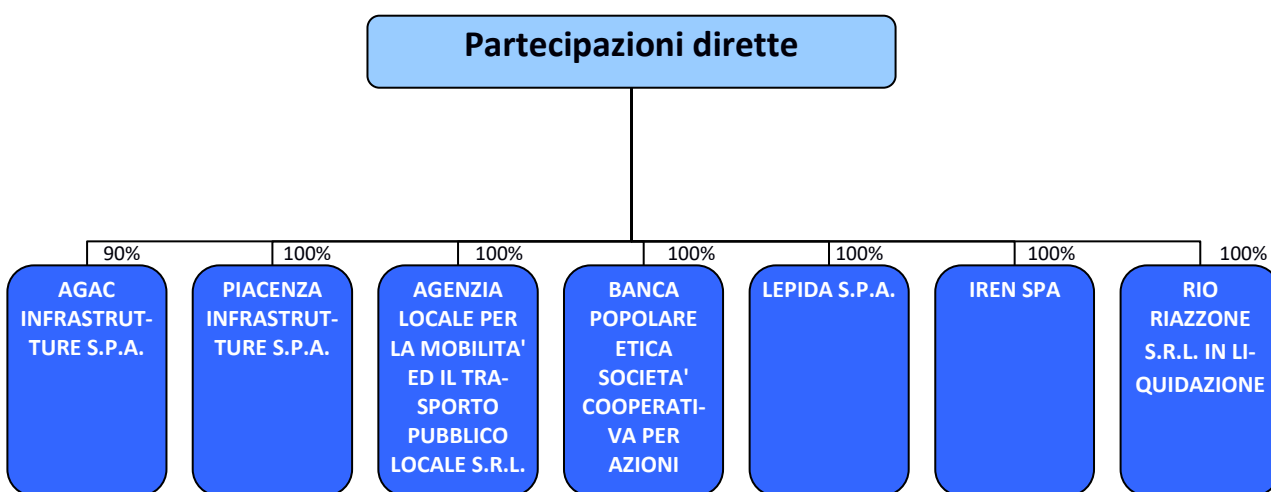 Partecipazioni dirette
90%
100%
100%
100%
100%
100%
100%
AGAC
INFRASTRUT-
TURE S.P.A.
PIACENZA
INFRASTRUT-
TURE S.P.A.
AGENZIA
LOCALE PER
LA MOBILITA'
ED IL TRA-
SPORTO
PUBBLICO
LOCALE S.R.L.
BANCA
POPOLARE
ETICA
SOCIETA'
COOPERATI-
VA PER
AZIONI
LEPIDA S.P.A.
IREN SPA
RIO
RIAZZONE
S.R.L. IN LI-
QUIDAZIONE